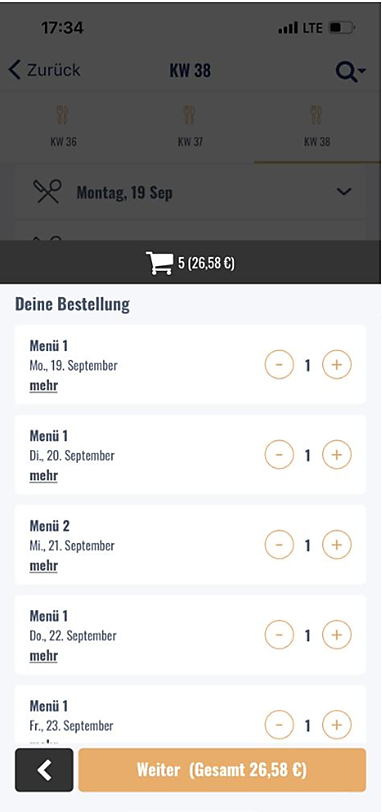 17:34
LTE
Zurück
KW 38
KW 36
KW 37
KW 38
Montag, 19 Sep
5 (26,58 €)
Deine Bestellung
Menü 1
Mo., 19. September
mehr
- 1 +
Menü 1
Di., 20. September
mehr
- 1 +
Menü 2
Mi., 21. September
mehr
- 1 +
Menü 1
Do., 22. September
mehr
- 1 +
Menü 1
Fr., 23. September
- 1 +
Weiter (Gesamt 26,58 €)